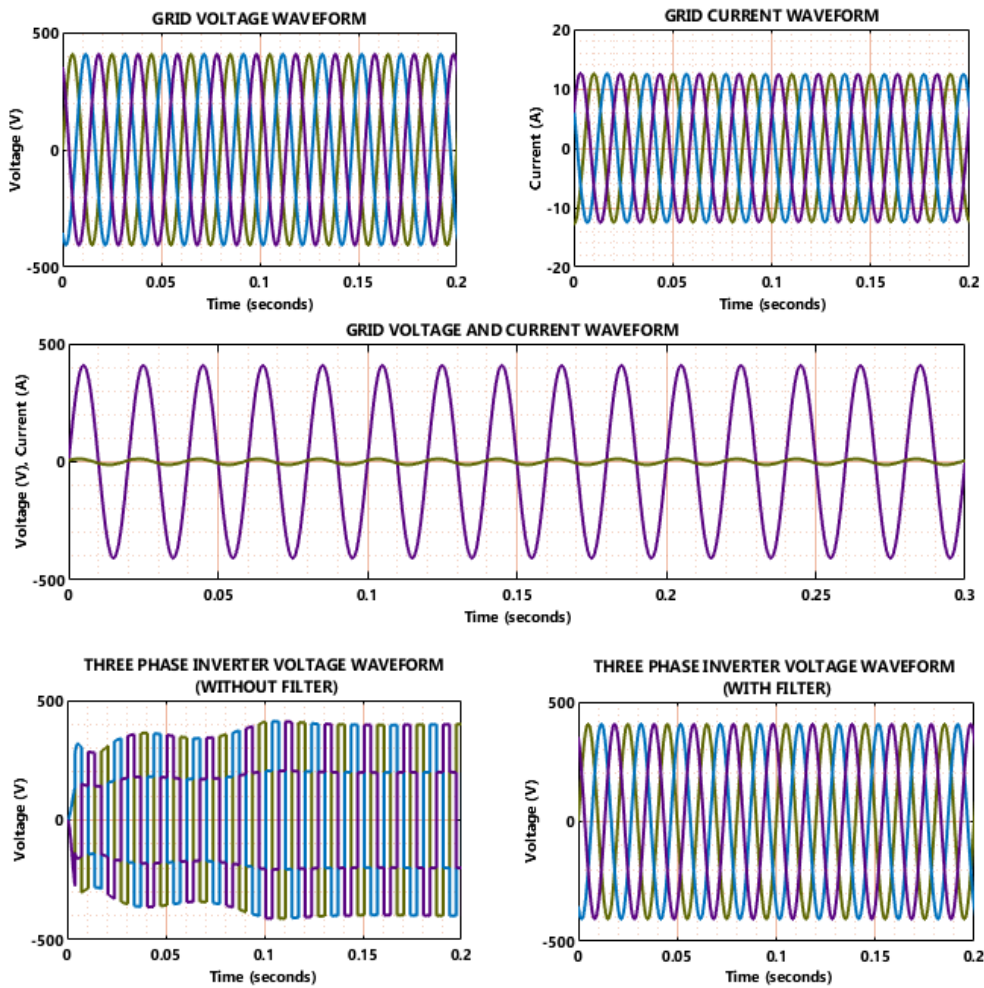 GRID VOLTAGE WAVEFORM
500
0
-500
Voltage (V)
0 0.05 0.1 0.15 0.2
Time (seconds)
GRID CURRENT WAVEFORM
20
10
0
-10
-20
Current (A)
0 0.05 0.1 0.15 0.2
Time (seconds)
GRID VOLTAGE AND CURRENT WAVEFORM
500
0
-500
Voltage (V), Current (A)
0 0.05 0.1 0.15 0.2 0.25 0.3
Time (seconds)
THREE PHASE INVERTER VOLTAGE WAVEFORM
(WITHOUT FILTER)
500
0
-500
Voltage (V)
0 0.05 0.1 0.15 0.2
Time (seconds)
THREE PHASE INVERTER VOLTAGE WAVEFORM
(WITH FILTER)
500
0
-500
Voltage (V)
0 0.05 0.1 0.15 0.2
Time (seconds)